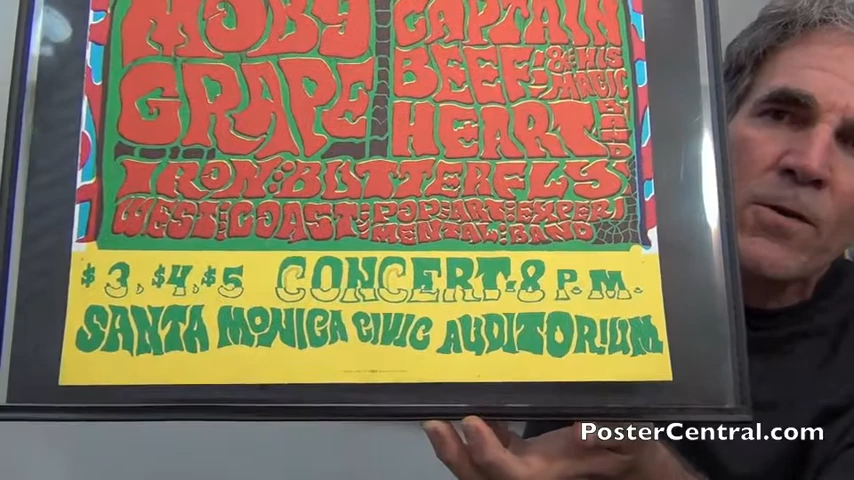 MOBY
GRAPE
CAPTAIN
BEEF
& HIS
MAGIC
BAND
HEART
IRON BUTTERFLY
WEST COAST POP ART EXPERI
MENTAL BAND
$3. $4. $5 CONCERT-8 P.M.
SANTA MONICA CIVIC AUDITORIUM
PosterCentral.com